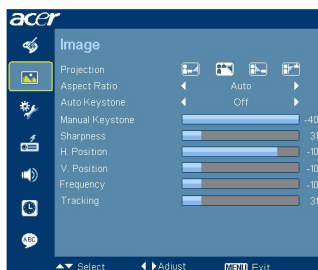 acer
Image
Projection
Aspect Ratio Auto
Auto Keystone Off
Manual Keystone -40
Sharpness 31
H. Position -10
V. Position -10
Frequency -10
Tracking 31
ABC
Select Adjust MENU Exit